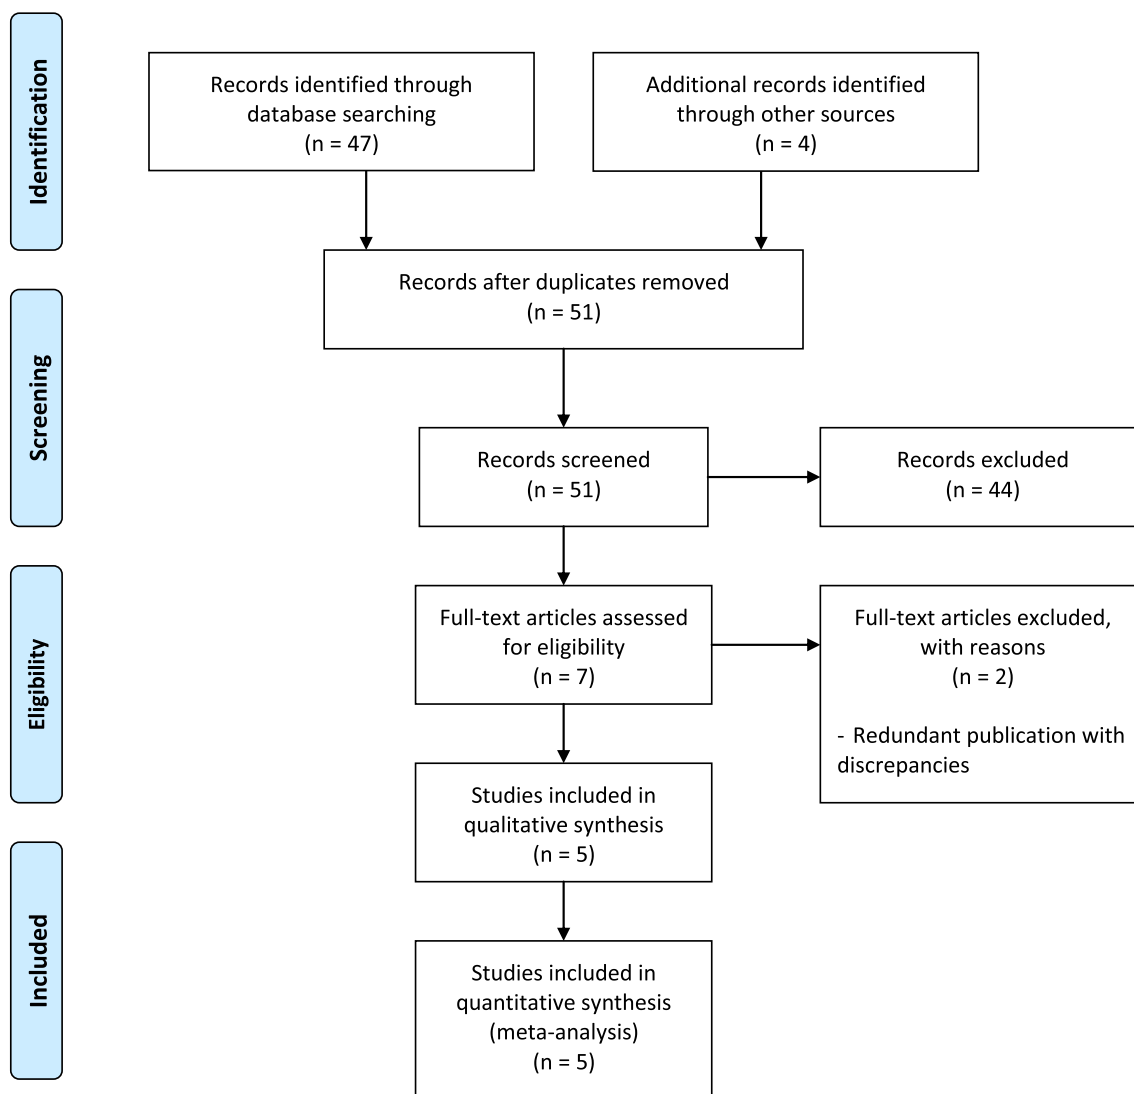 Identification
Records identified through
database searching
(n = 47)
Additional records identified
through other sources
(n = 4)
Records after duplicates removed
(n = 51)
Screening
Records screened
(n = 51)
Records excluded
(n = 44)
Eligibility
Full-text articles assessed
for eligibility
(n = 7)
Full-text articles excluded,
with reasons
(n = 2)
- Redundant publication with
discrepancies
Studies included in
qualitative synthesis
(n = 5)
Included
Studies included in
quantitative synthesis
(meta-analysis)
(n = 5)